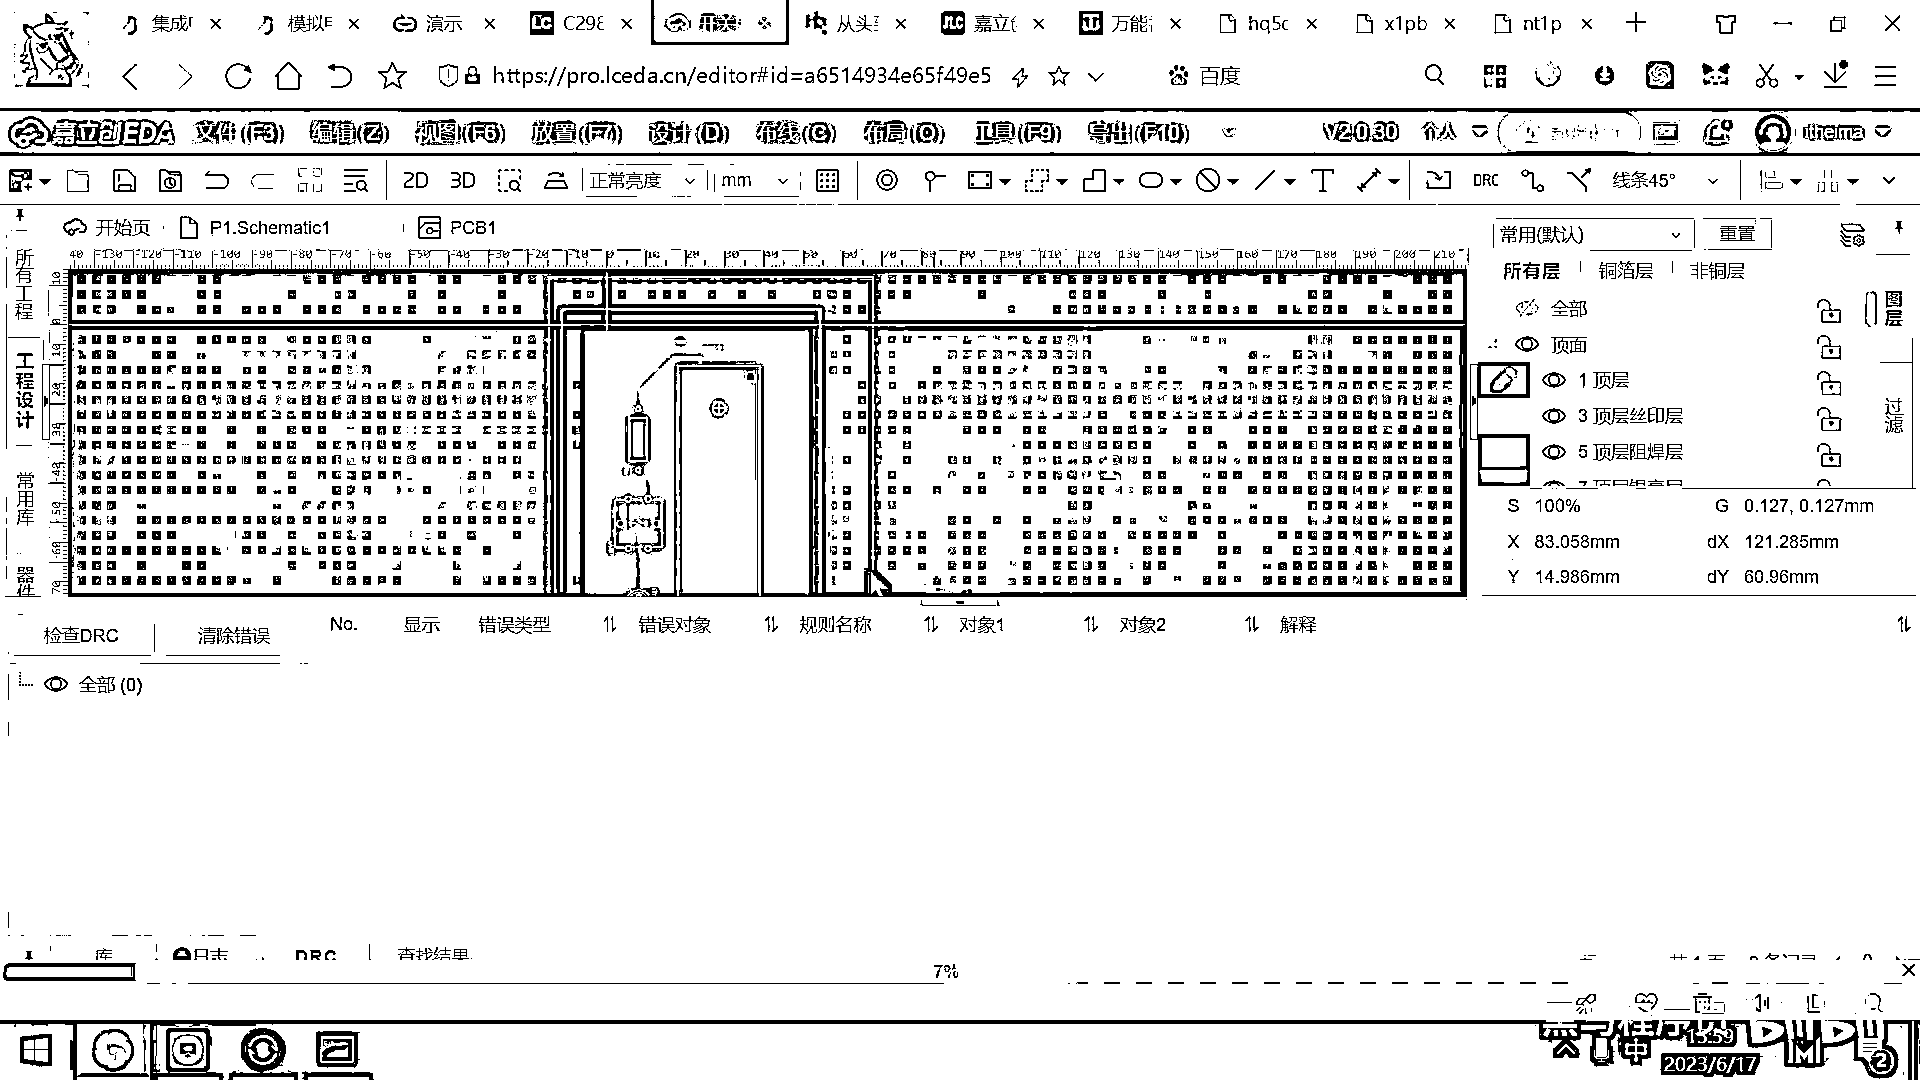 集成 模拟 演示 C298 开关 从头 嘉立创 万能 hq5c x1pb nt1p
https://pro.lceda.cn/editor#id=a6514934e65f49e5 百度
嘉立创EDA 文件(F3) 编辑(Z) 视图(F6) 放置(F7) 设计(D) 布线(C) 布局(Q) 工具(F9) 导出(F10) V2.0.30 个人 itheima
2D 3D 正常亮度 mm DRC 线条45°
开始页 P1.Schematic1 PCB1
所有工程
工程设计
常用库
器件
常用(默认) 重置
所有层 铜箔层 非铜层
全部
顶面
1 顶层
3 顶层丝印层
5 顶层阻焊层
图层
过滤
S 100% G 0.127, 0.127mm
X 83.058mm dX 121.285mm
Y 14.986mm dY 60.96mm
检查DRC 清除错误 No. 显示 错误类型 错误对象 规则名称 对象1 对象2 解释
全部 (0)
库 日志 DRC 查找结果
7%
15:59
中
2023/6/17
2